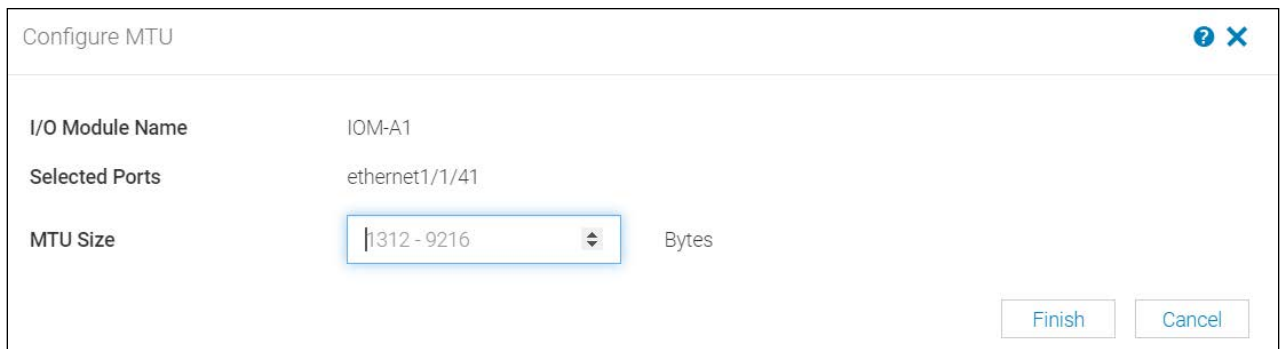 Configure MTU
I/O Module Name IOM-A1
Selected Ports ethernet1/1/41
MTU Size 1312 - 9216 Bytes
Finish Cancel